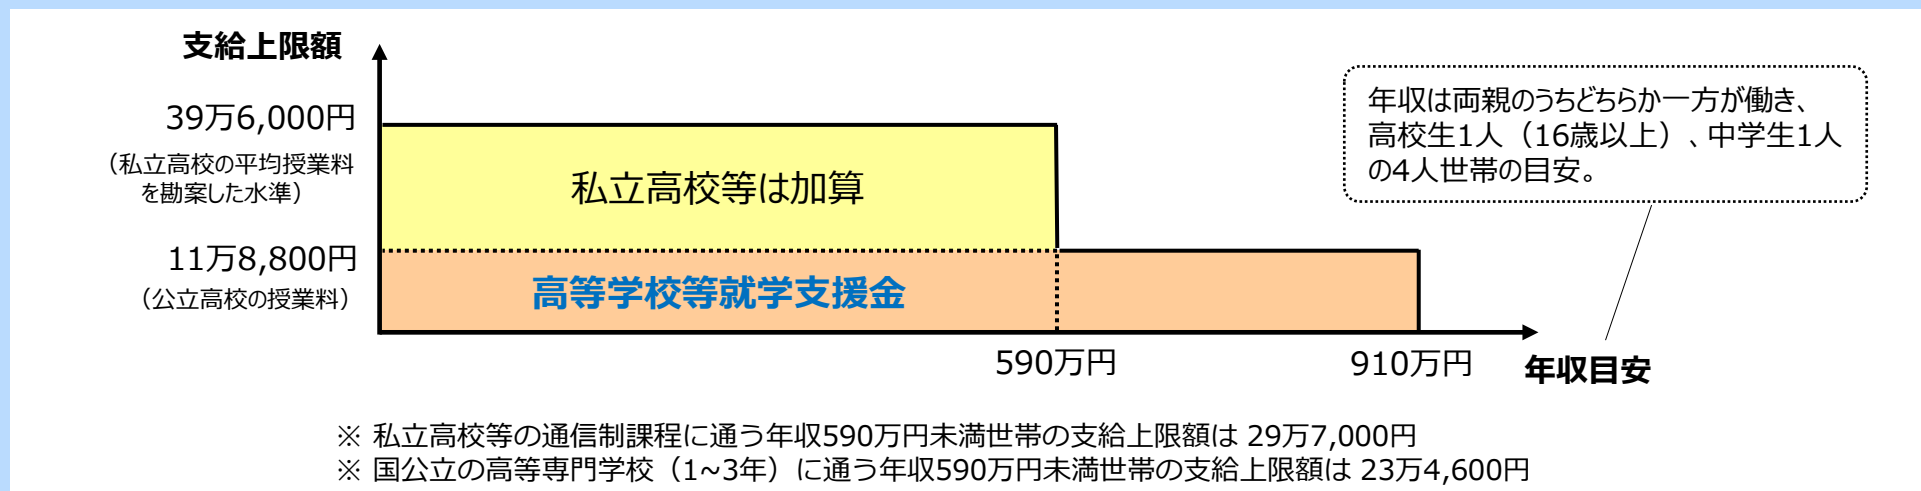 支給上限額
39万6,000円
（私立高校の平均授業料
を勘案した水準）
私立高校等は加算
11万8,800円
（公立高校の授業料）
高等学校等就学支援金
590万円
910万円
年収目安
年収は両親のうちどちらか一方が働き、
高校生1人（16歳以上）、中学生1人
の4人世帯の目安。
※ 私立高校等の通信制課程に通う年収590万円未満世帯の支給上限額は 29万7,000円
※ 国公立の高等専門学校（1~3年）に通う年収590万円未満世帯の支給上限額は 23万4,600円